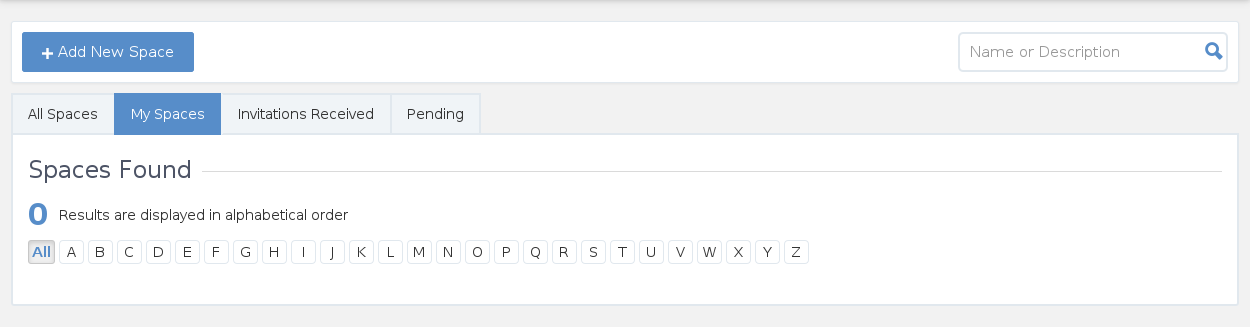 Add New Space
Name or Description
All Spaces My Spaces Invitations Received Pending
Spaces Found
0 Results are displayed in alphabetical order
All A B C D E F G H I J K L M N O P Q R S T U V W X Y Z